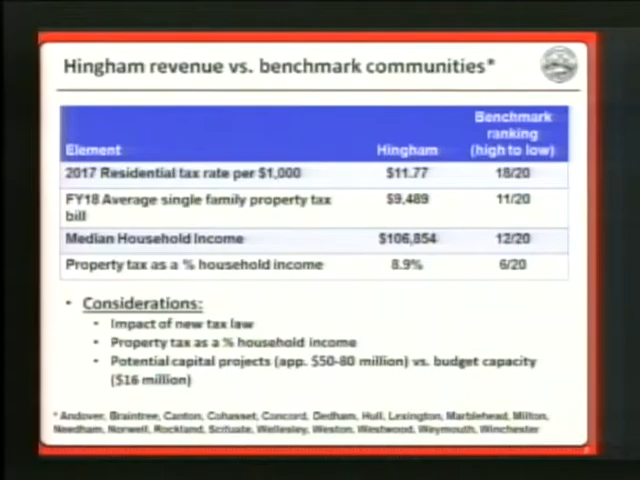 Hingham revenue vs. benchmark communities*
Benchmark
ranking
Element Hingham (high to low)
2017 Residential tax rate per $1,000 $11.77 18/20
FY18 Average single family property tax $9,489 11/20
bill
Median Household Income $106,854 12/20
Property tax as a % household income 8.9% 6/20
• Considerations:
• Impact of new tax law
• Property tax as a % household income
• Potential capital projects (app. $50-80 million) vs. budget capacity
($16 million)
* Andover, Braintree, Canton, Cohasset, Concord, Dedham, Hull, Lexington, Marblehead, Milton,
Needham, Norwell, Rockland, Scituate, Wellesley, Weston, Westwood, Weymouth, Winchester